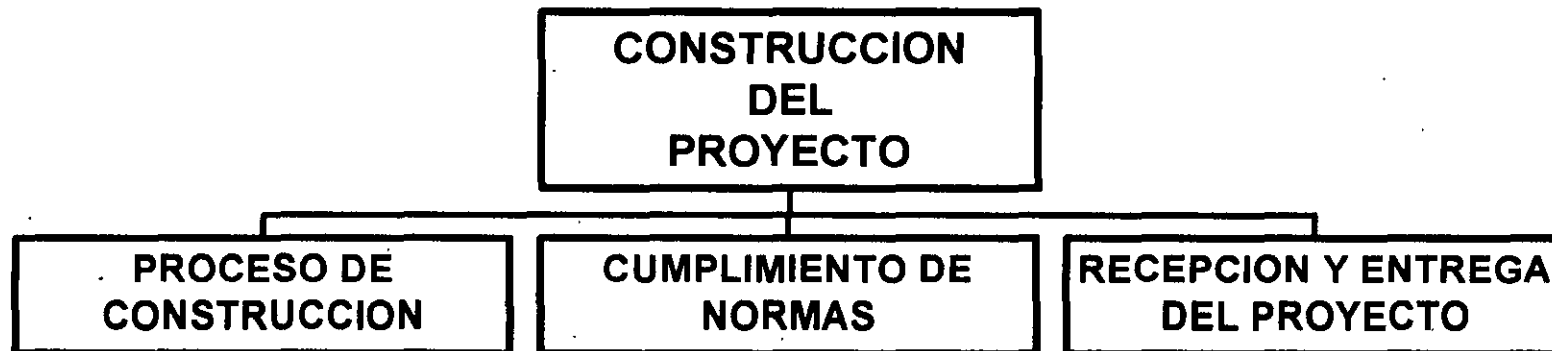 CONSTRUCCION
DEL
PROYECTO
PROCESO DE
CONSTRUCCION
CUMPLIMIENTO DE
NORMAS
RECEPCION Y ENTREGA
DEL PROYECTO